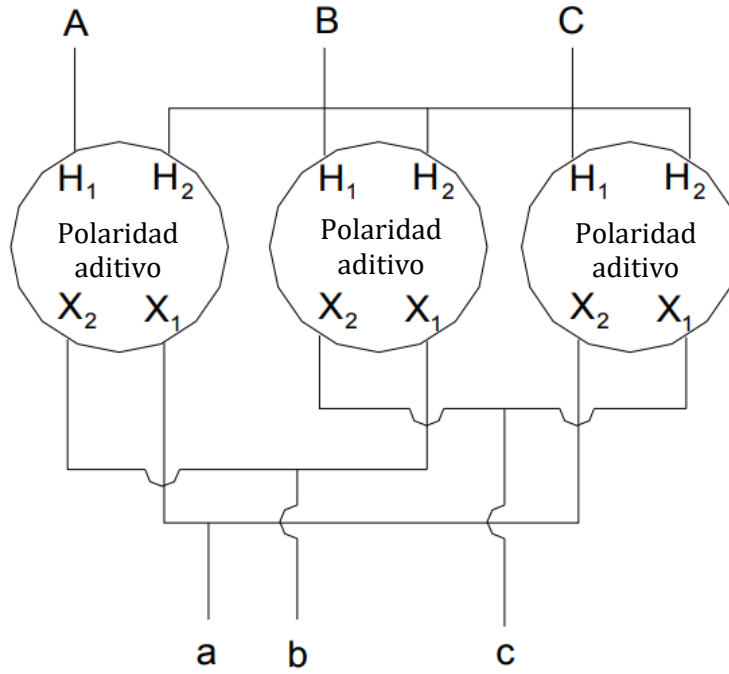 A B C
H₁ H₂ H₁ H₂ H₁ H₂
Polaridad Polaridad Polaridad
aditivo aditivo aditivo
X₂ X₁ X₂ X₁ X₂ X₁
a b c